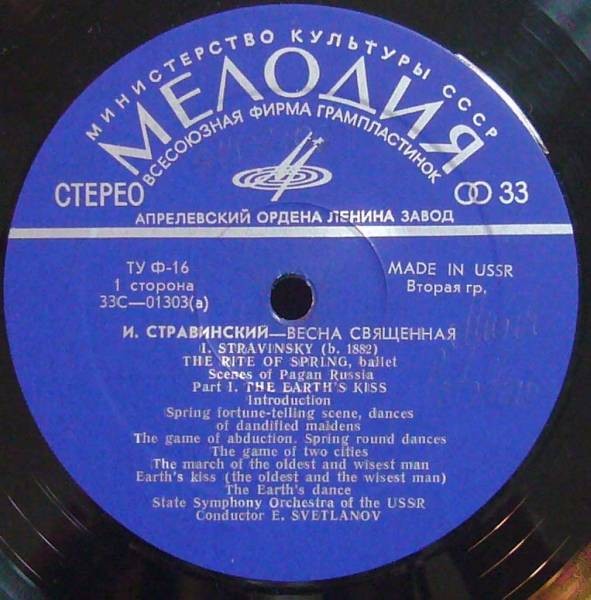 МИНИСТЕРСТВО КУЛЬТУРЫ СССР
МЕЛОДИЯ
ВСЕСОЮЗНАЯ ФИРМА ГРАМПЛАСТИНОК
СТЕРЕО
33
АПРЕЛЕВСКИЙ ОРДЕНА ЛЕНИНА ЗАВОД
ТУ Ф-16
1 сторона
33С—01303(а)
MADE IN USSR
Вторая гр.
И. СТРАВИНСКИЙ—ВЕСНА СВЯЩЕННАЯ
I. STRAVINSKY (b. 1882)
THE RITE OF SPRING, ballet
Scenes of Pagan Russia
Part I. THE EARTH'S KISS
Introduction
Spring fortune-telling scene, dances
of dandified maidens
The game of abduction. Spring round dances
The game of two cities
The march of the oldest and wisest man
Earth's kiss (the oldest and the wisest man)
The Earth's dance
State Symphony Orchestra of the USSR
Conductor E. SVETLANOV